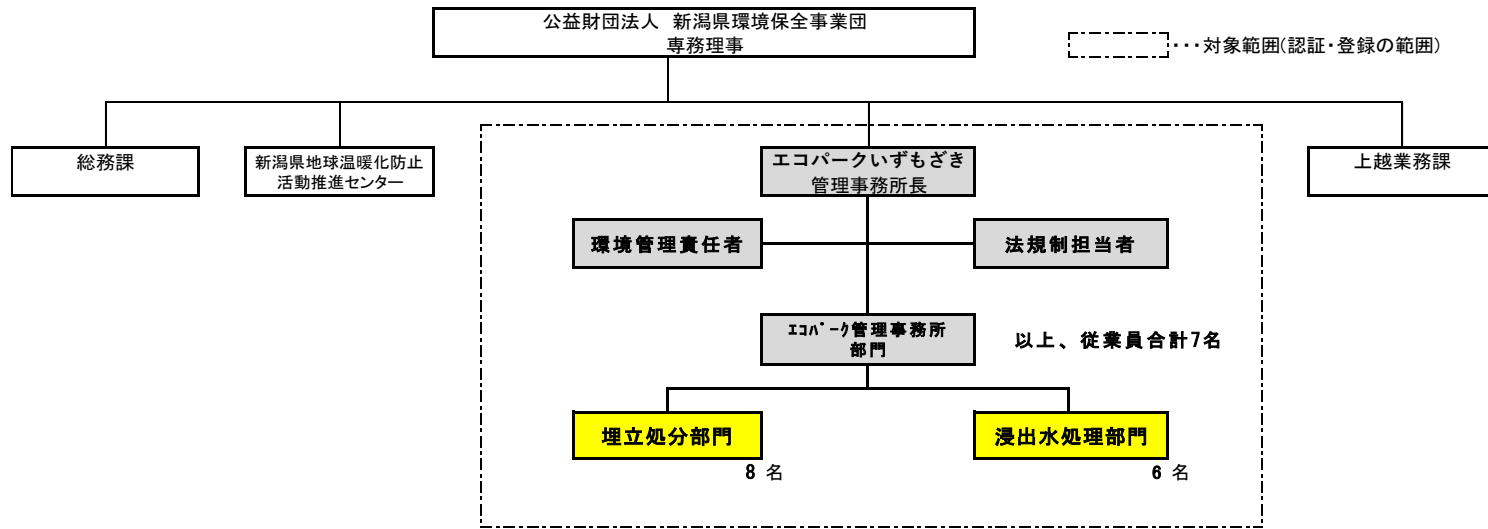 公益財団法人 新潟県環境保全事業団
専務理事
・・・対象範囲(認証・登録の範囲)
総務課
新潟県地球温暖化防止
活動推進センター
エコパークいずもざき
管理事務所長
上越業務課
環境管理責任者
法規制担当者
ｴｺﾊﾟｰｸ管理事務所
部門
以上、従業員合計7名
埋立処分部門
浸出水処理部門
8 名
6 名